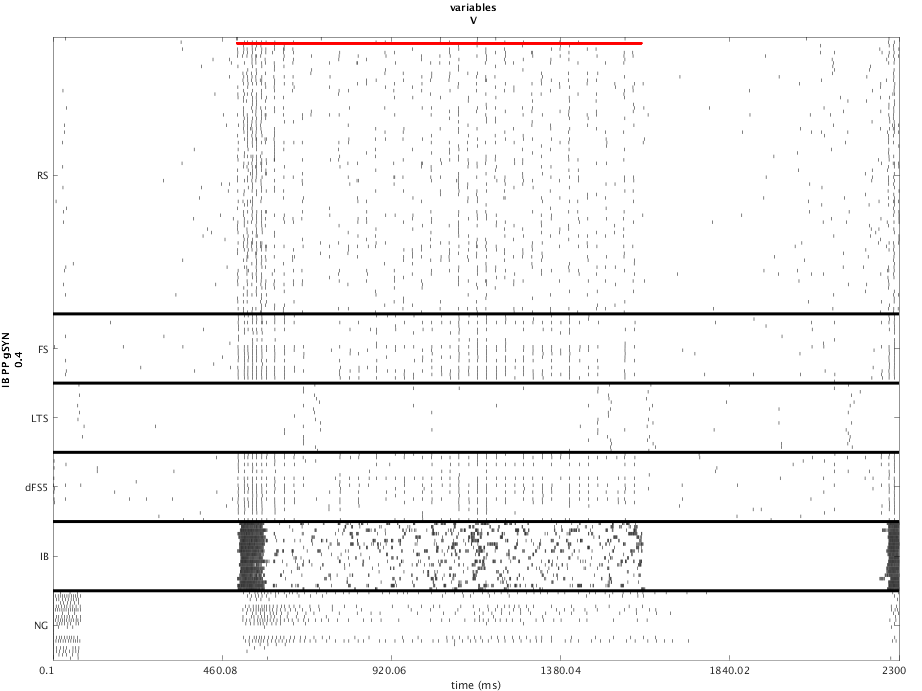 variables
V
RS
FS
LTS
dFS5
IB
NG
IB PP gSYN
0.4
0.1 460.08 920.06 1380.04 1840.02 2300
time (ms)